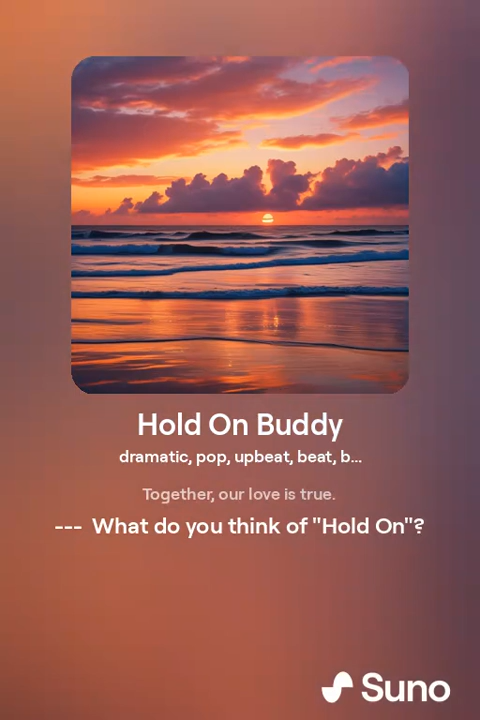 Hold On Buddy
dramatic, pop, upbeat, beat, b...
Together, our love is true.
--- What do you think of "Hold On"?
Suno